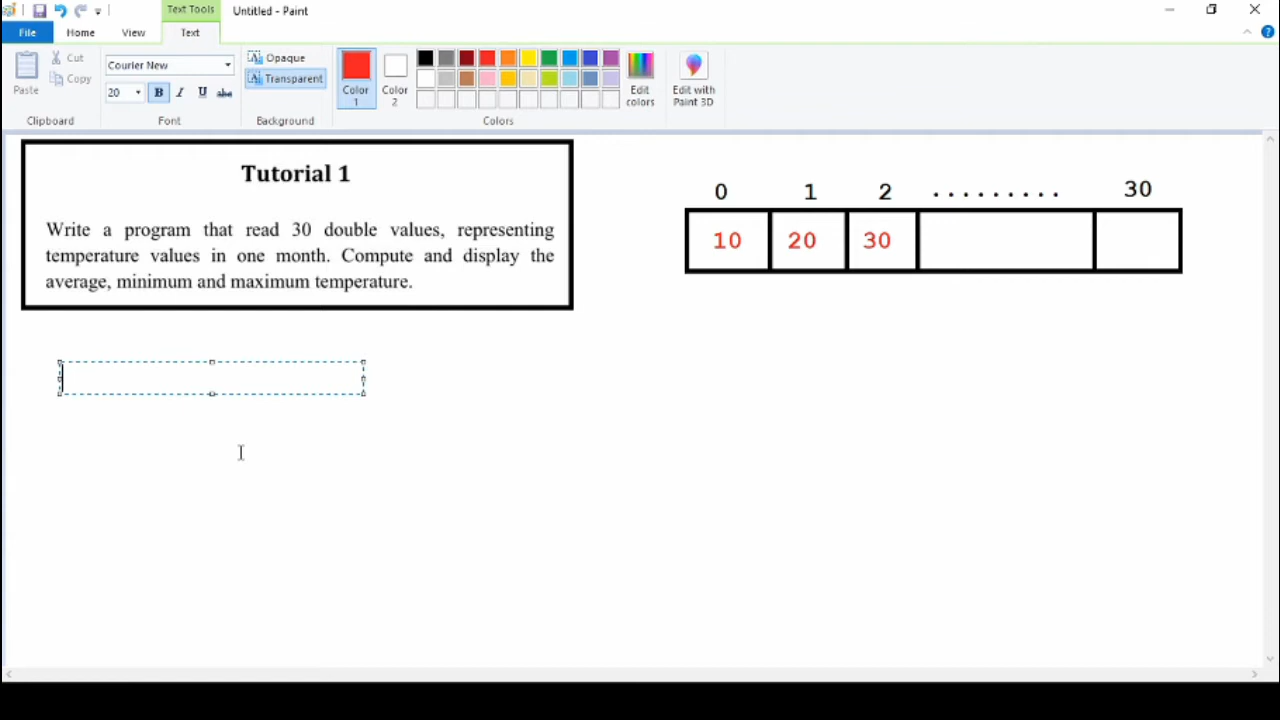 Text Tools
Untitled - Paint
File
Home
View
Text
Paste
Cut
Copy
Clipboard
Courier New
20
B
I
U
abc
Font
Opaque
Transparent
Background
Color 1
Color 2
Edit colors
Colors
Edit with Paint 3D
Tutorial 1
Write a program that read 30 double values, representing
temperature values in one month. Compute and display the
average, minimum and maximum temperature.
0 1 2 ......... 30
10 20 30